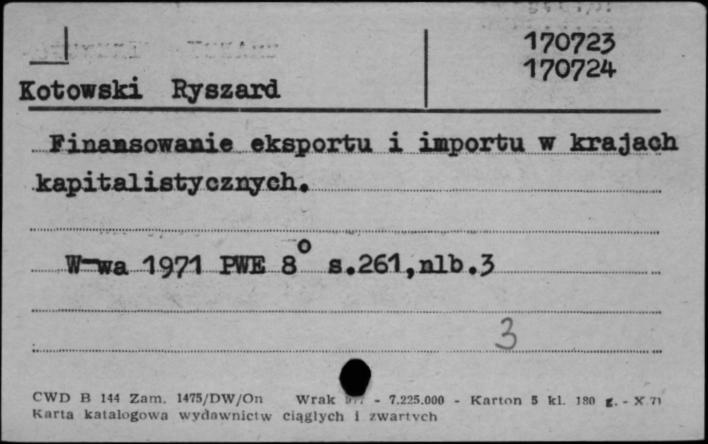 170723
170724
Kotowski Ryszard
Finansowanie eksportu i importu w krajach
kapitalistycznych.
W-wa 1971 PWE 8° s.261,nlb.3
3
CWD B 144 Zam. 1475/DW/On Wrak - 7.225.000 - Karton 5 kl. 180 g. - X.71
Karta katalogowa wydawnictw ciągłych i zwartych